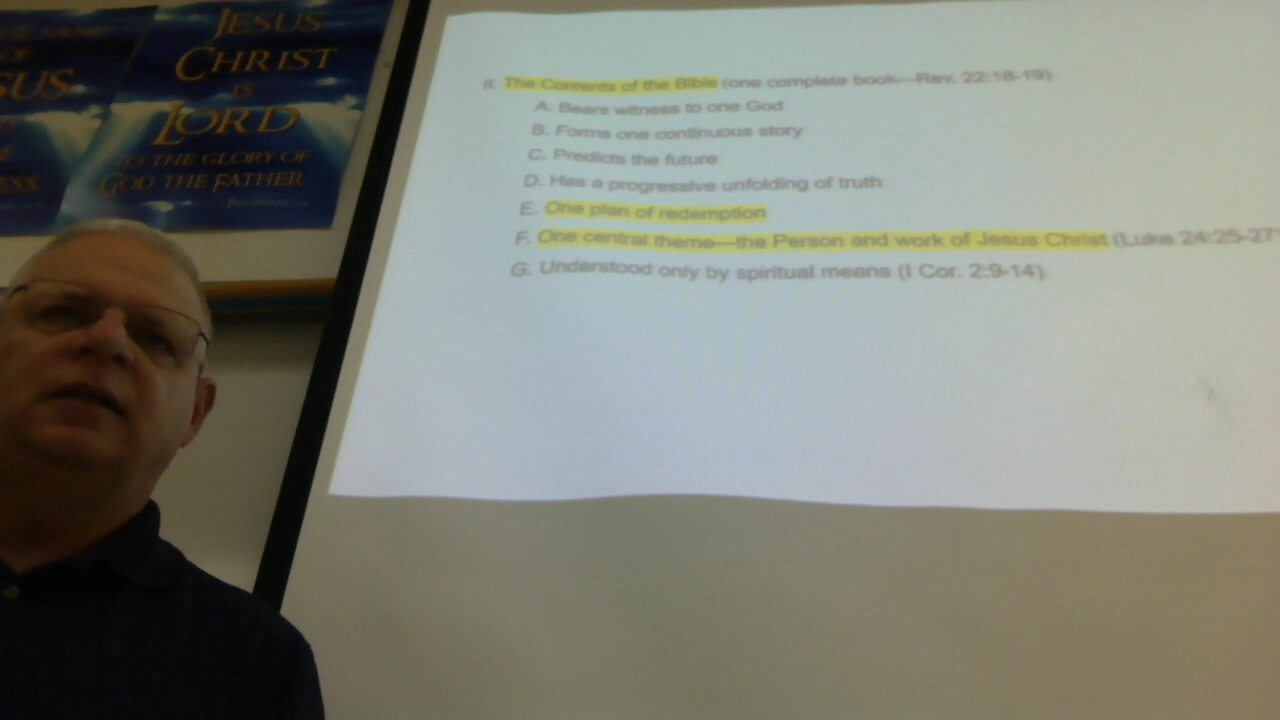 SUS
JESUS
CHRIST
IS
LORD
TO THE GLORY OF
GOD THE FATHER
II. The Contents of the Bible (one complete book—Rev. 22:18-19)
A. Bears witness to one God
B. Forms one continuous story
C. Predicts the future
D. Has a progressive unfolding of truth
E. One plan of redemption
F. One central theme—the Person and work of Jesus Christ (Luke 24:25-27
G. Understood only by spiritual means (I Cor. 2:9-14)